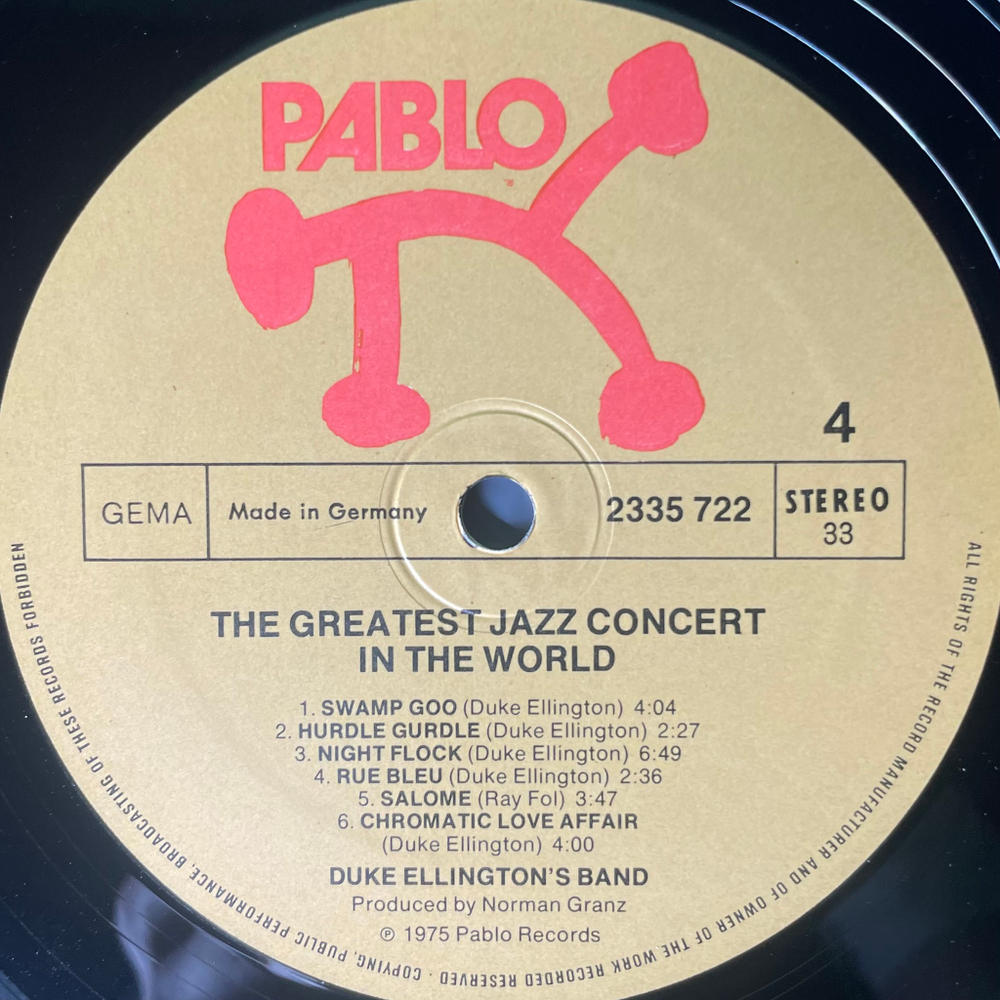 PABLO
4
GEMA
Made in Germany
2335 722
STEREO
33
THE GREATEST JAZZ CONCERT
IN THE WORLD
1. SWAMP GOO (Duke Ellington) 4:04
2. HURDLE GURDLE (Duke Ellington) 2:27
3. NIGHT FLOCK (Duke Ellington) 6:49
4. RUE BLEU (Duke Ellington) 2:36
5. SALOME (Ray Fol) 3:47
6. CHROMATIC LOVE AFFAIR
(Duke Ellington) 4:00
DUKE ELLINGTON'S BAND
Produced by Norman Granz
℗ 1975 Pablo Records
ALL RIGHTS OF THE RECORD MANUFACTURER AND OF OWNER OF THE WORK RECORDED RESERVED · COPYING, PUBLIC PERFORMANCE, BROADCASTING OF THESE RECORDS FORBIDDEN